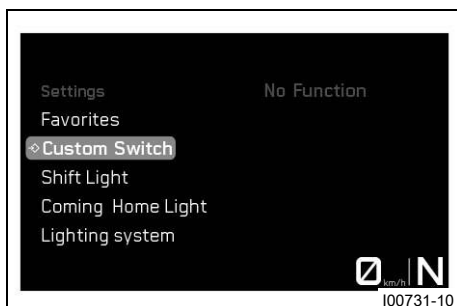 Settings No Function
Favorites
Custom Switch
Shift Light
Coming Home Light
Lighting system
0 km/h N
I00731-10